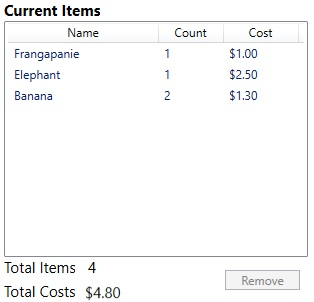 Current Items
Name Count Cost
Frangapanie 1 $1.00
Elephant 1 $2.50
Banana 2 $1.30
Total Items 4
Total Costs $4.80
Remove